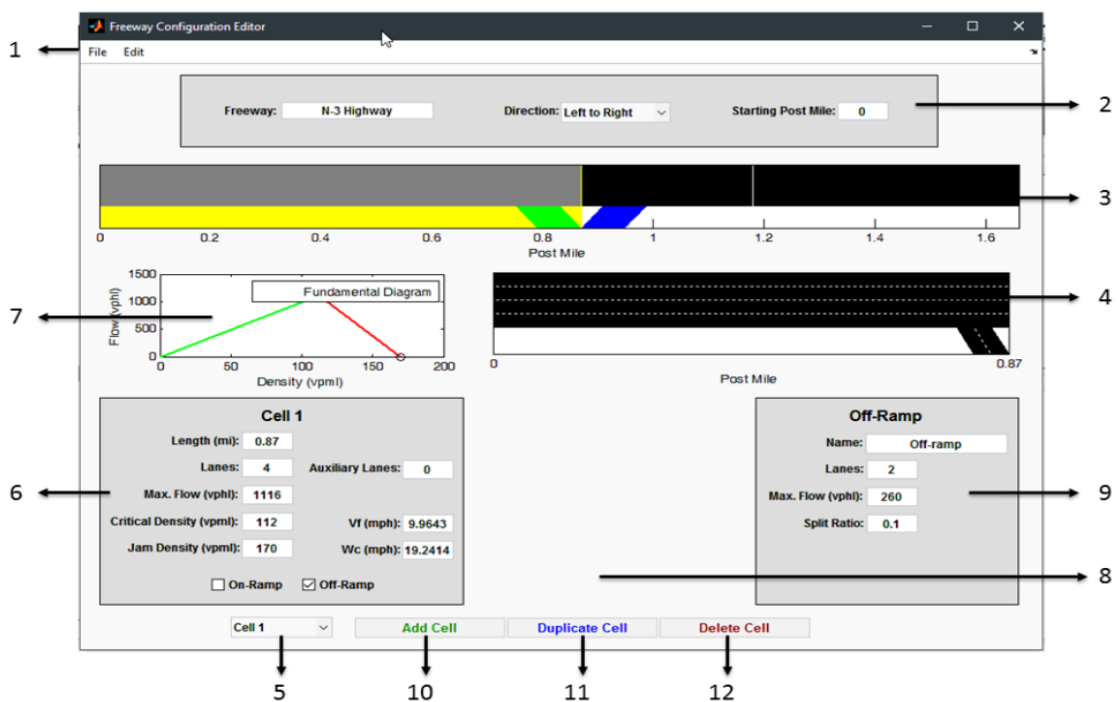 Freeway Configuration Editor
1
File Edit
Freeway: N-3 Highway Direction: Left to Right Starting Post Mile: 0
2
3
0 0.2 0.4 0.6 0.8 1 1.2 1.4 1.6
Post Mile
7
Flow (vphl)
1500
1000
500
0
Fundamental Diagram
0 50 100 150 200
Density (vpml)
4
0 0.87
Post Mile
6
Cell 1
Length (mi): 0.87
Lanes: 4 Auxiliary Lanes: 0
Max. Flow (vphl): 1116
Critical Density (vpml): 112 Vf (mph): 9.9643
Jam Density (vpml): 170 Wc (mph): 19.2414
On-Ramp Off-Ramp
Off-Ramp
Name: Off-ramp
Lanes: 2
Max. Flow (vphl): 260
Split Ratio: 0.1
9
8
Cell 1 Add Cell Duplicate Cell Delete Cell
5 10 11 12